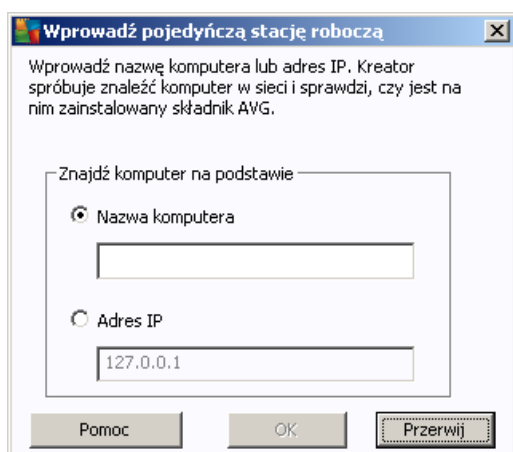 Wprowadź pojedyńczą stację roboczą
Wprowadź nazwę komputera lub adres IP. Kreator
spróbuje znaleźć komputer w sieci i sprawdzi, czy jest na
nim zainstalowany składnik AVG.
Znajdź komputer na podstawie
Nazwa komputera
Adres IP
127.0.0.1
Pomoc
OK
Przerwij